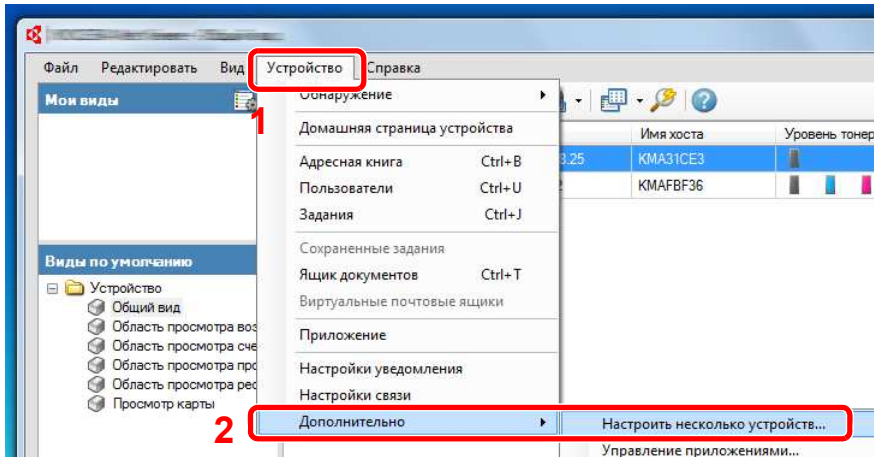 Файл Редактировать Вид Устройство Справка
Мои виды
1
Обнаружение
Домашняя страница устройства
Адресная книга Ctrl+B
Пользователи Ctrl+U
Задания Ctrl+J
Сохраненные задания
Ящик документов Ctrl+T
Виртуальные почтовые ящики
Приложение
Настройки уведомления
Настройки связи
Дополнительно
2
Настроить несколько устройств...
Управление приложениями...
Имя хоста Уровень тонер
3.25 KMA31CE3
KMAFBF36
Виды по умолчанию
Устройство
Общий вид
Область просмотра воз
Область просмотра сче
Область просмотра про
Область просмотра рес
Просмотр карты